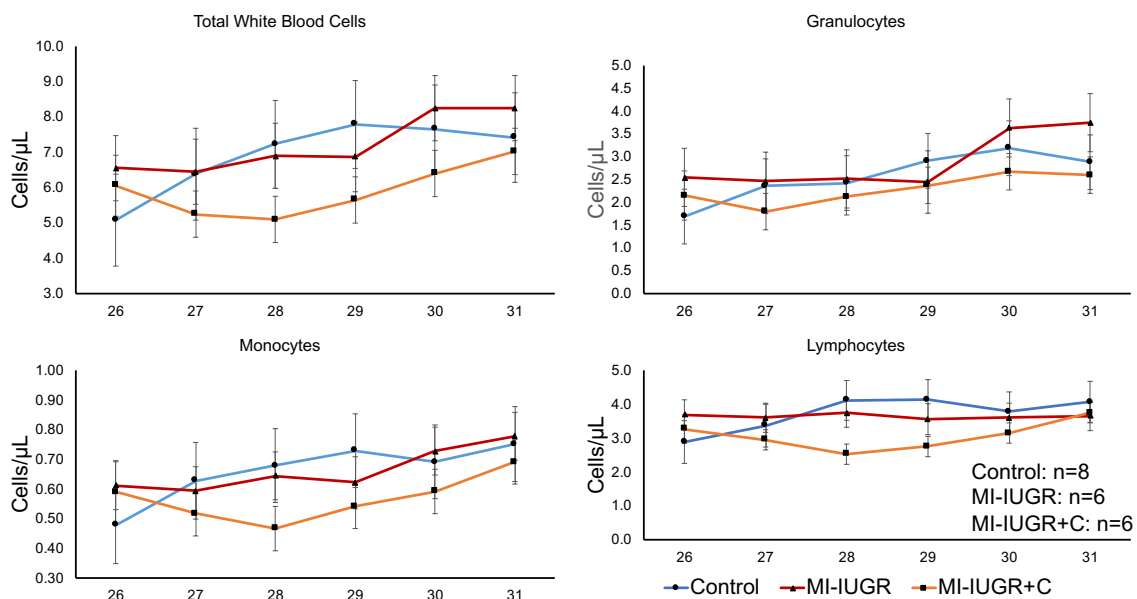 Total White Blood Cells
Cells/µL
10.0
9.0
8.0
7.0
6.0
5.0
4.0
3.0
26 27 28 29 30 31
Granulocytes
Cells/µL
5.0
4.5
4.0
3.5
3.0
2.5
2.0
1.5
1.0
0.5
0.0
26 27 28 29 30 31
Monocytes
Cells/µL
1.00
0.90
0.80
0.70
0.60
0.50
0.40
0.30
26 27 28 29 30 31
Lymphocytes
Cells/µL
5.0
4.0
3.0
2.0
1.0
0.0
Control: n=8
MI-IUGR: n=6
MI-IUGR+C: n=6
26 27 28 29 30 31
Control MI-IUGR MI-IUGR+C